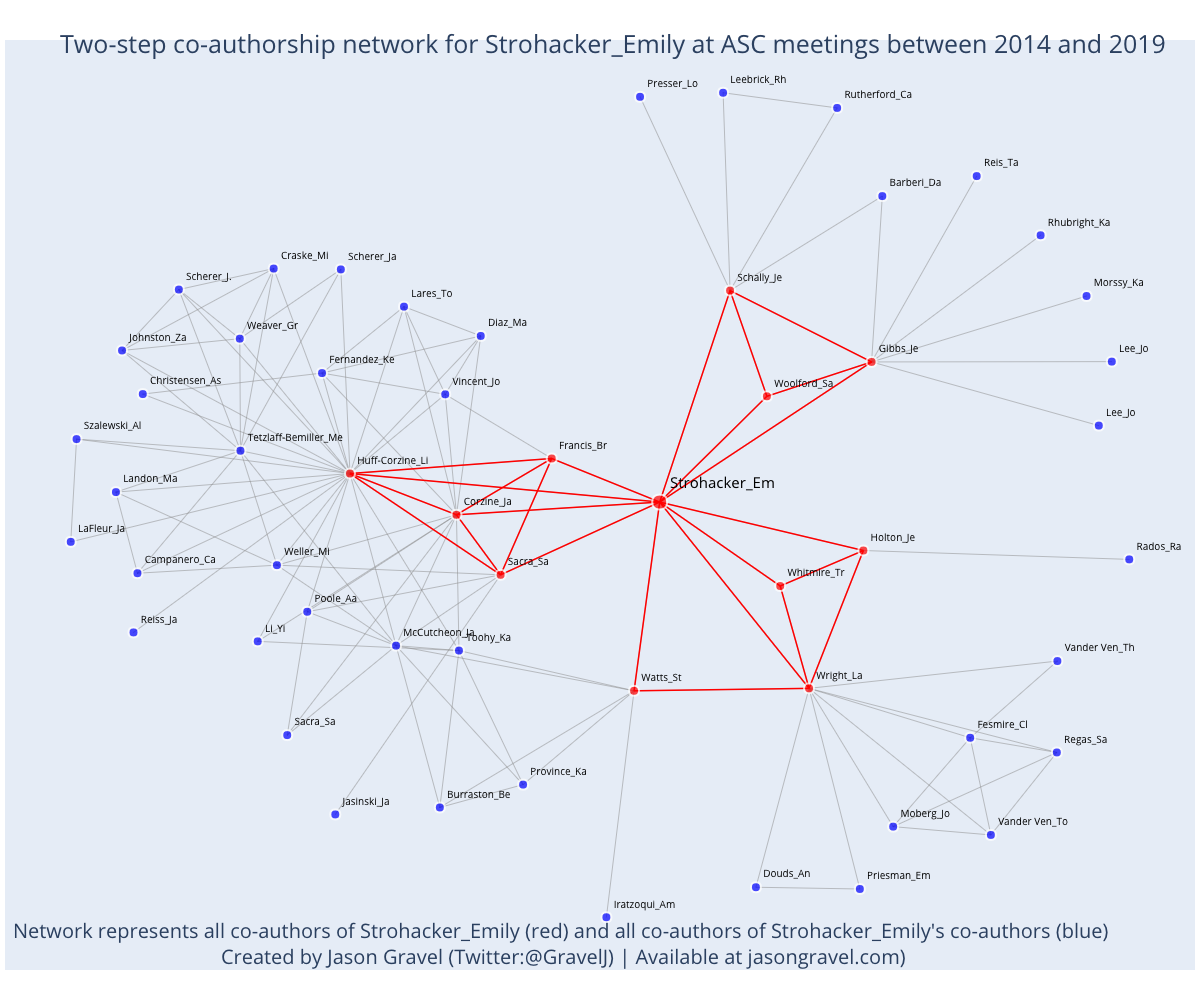 Two-step co-authorship network for Strohacker_Emily at ASC meetings between 2014 and 2019
Presser_Lo
Leebrick_Rh
Rutherford_Ca
Reis_Ta
Barberi_Da
Rhubright_Ka
Craske_Mi
Scherer_Ja
Scherer_J.
Schally_Je
Morssy_Ka
Lares_To
Diaz_Ma
Weaver_Gr
Johnston_Za
Gibbs_Je
Lee_Jo
Fernandez_Ke
Christensen_As
Vincent_Jo
Woolford_Sa
Lee_Jo
Szalewski_Al
Tetzlaff-Bemiller_Me
Francis_Br
Huff-Corzine_Li
Landon_Ma
Strohacker_Em
Corzine_Ja
LaFleur_Ja
Holton_Je
Rados_Ra
Campanero_Ca
Weller_Mi
Sacra_Sa
Whitmire_Tr
Poole_Aa
Reiss_Ja
Li_Yi
McCutcheon_Ja
Toohy_Ka
Vander Ven_Th
Watts_St
Wright_La
Sacra_Sa
Fesmire_Cl
Regas_Sa
Province_Ka
Jasinski_Ja
Burraston_Be
Moberg_Jo
Vander Ven_To
Douds_An
Priesman_Em
Iratzoqui_Am
Network represents all co-authors of Strohacker_Emily (red) and all co-authors of Strohacker_Emily's co-authors (blue)
Created by Jason Gravel (Twitter:@GravelJ) | Available at jasongravel.com)